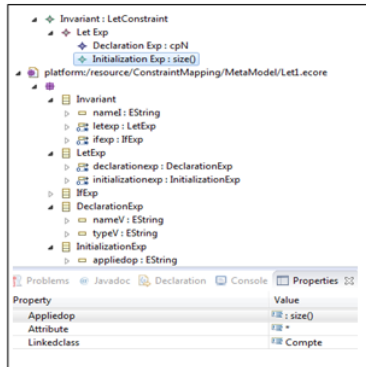 Invariant : LetConstraint
Let Exp
Declaration Exp : cpN
Initialization Exp : size()
platform:/resource/ConstraintMapping/MetaModel/Let1.ecore
Invariant
nameI : EString
letexp : LetExp
ifexp : IfExp
LetExp
declarationexp : DeclarationExp
initializationexp : InitializationExp
IfExp
DeclarationExp
nameV : EString
typeV : EString
InitializationExp
appliedop : EString
Problems @ Javadoc Declaration Console Properties
Property Value
Appliedop : size()
Attribute *
Linkedclass Compte